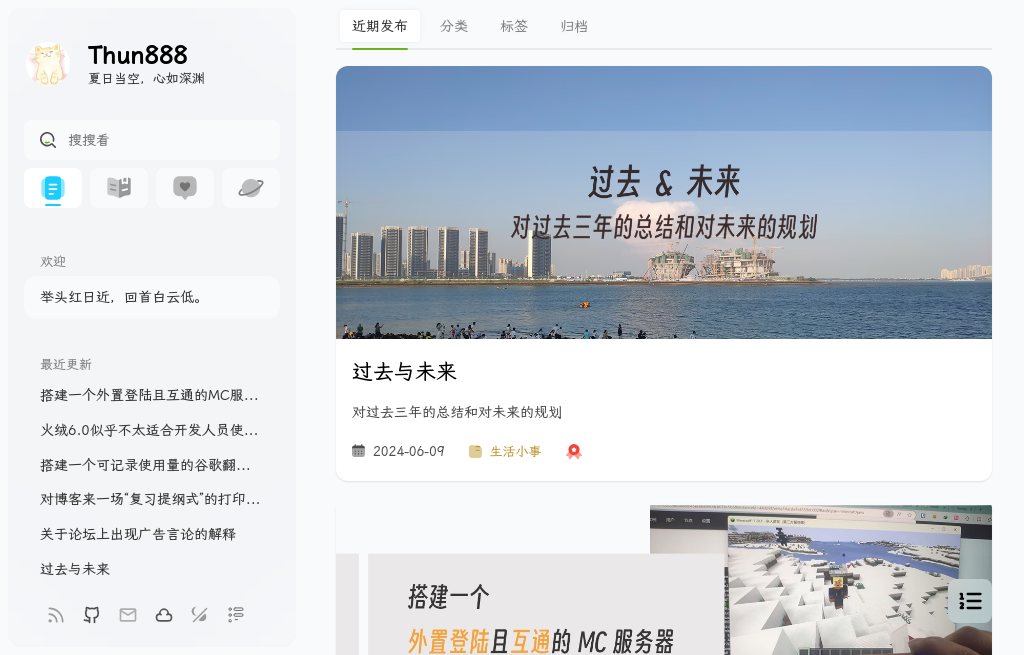 Thun888
夏日当空，心如深渊
搜搜看
欢迎
举头红日近，回首白云低。
最近更新
搭建一个外置登陆且互通的MC服...
火绒6.0似乎不太适合开发人员使...
搭建一个可记录使用量的谷歌翻...
对博客来一场“复习提纲式”的打印...
关于论坛上出现广告言论的解释
过去与未来
近期发布 分类 标签 归档
过去 & 未来
对过去三年的总结和对未来的规划
过去与未来
对过去三年的总结和对未来的规划
2024-06-09 生活小事
搭建一个
外置登陆且互通的 MC 服务器